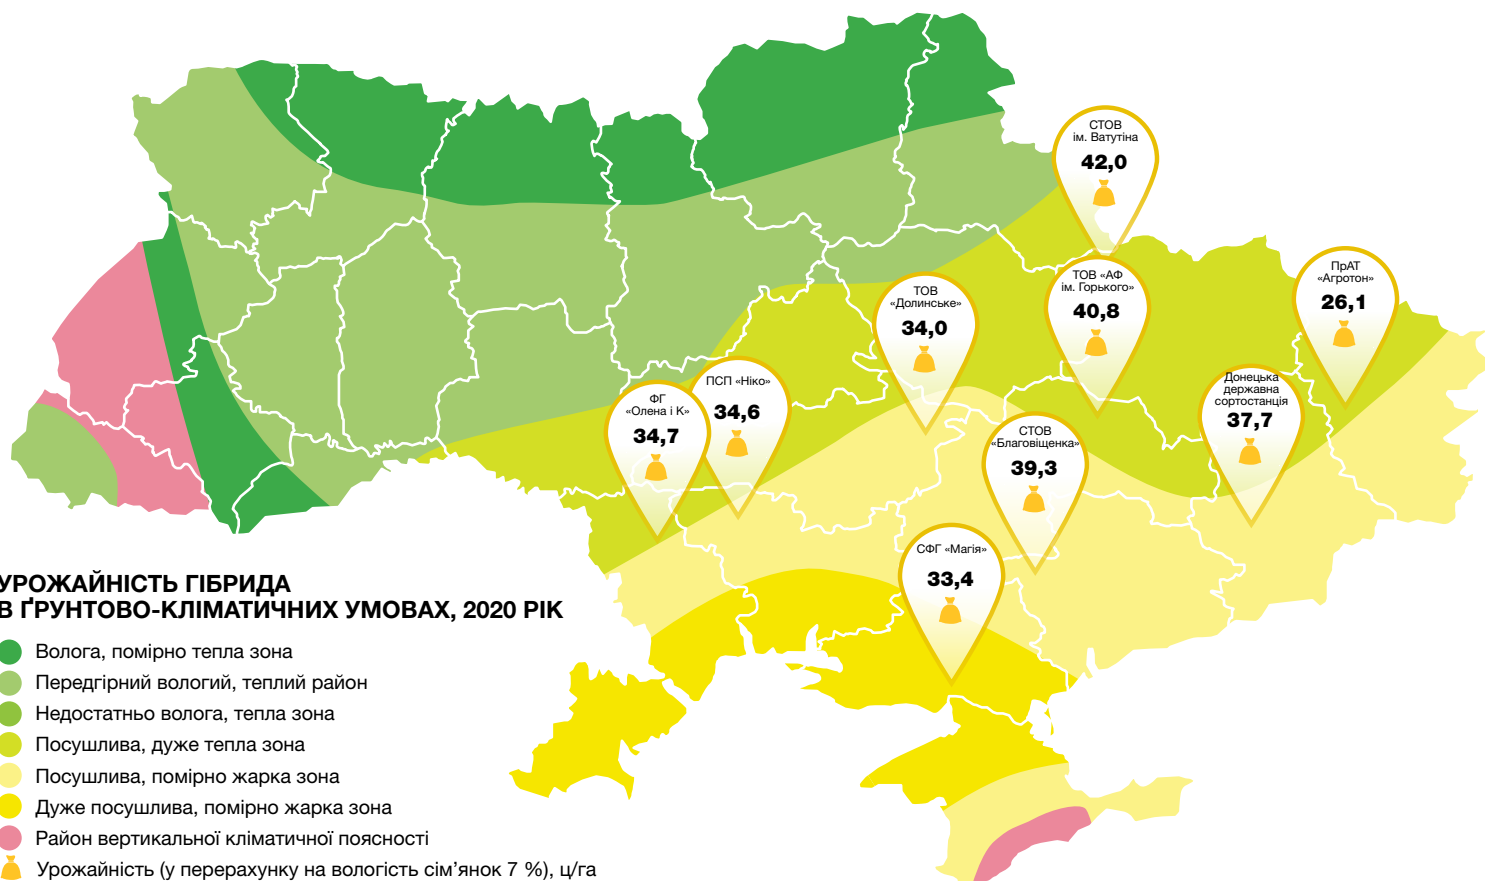 СТОВ
ім. Ватутіна
42,0
ПрАТ
«Агротон»
26,1
ТОВ «АФ
ім. Горького»
40,8
ТОВ
«Долинське»
34,0
Донецька
державна
сортостанція
37,7
ПСП «Ніко»
34,6
ФГ
«Олена і К»
34,7
СТОВ
«Благовіщенка»
39,3
СФГ «Магія»
33,4
УРОЖАЙНІСТЬ ГІБРИДА
В ҐРУНТОВО-КЛІМАТИЧНИХ УМОВАХ, 2020 РІК
Волога, помірно тепла зона
Передгірний вологий, теплий район
Недостатньо волога, тепла зона
Посушлива, дуже тепла зона
Посушлива, помірно жарка зона
Дуже посушлива, помірно жарка зона
Район вертикальної кліматичної поясності
Урожайність (у перерахунку на вологість сім’янок 7 %), ц/га